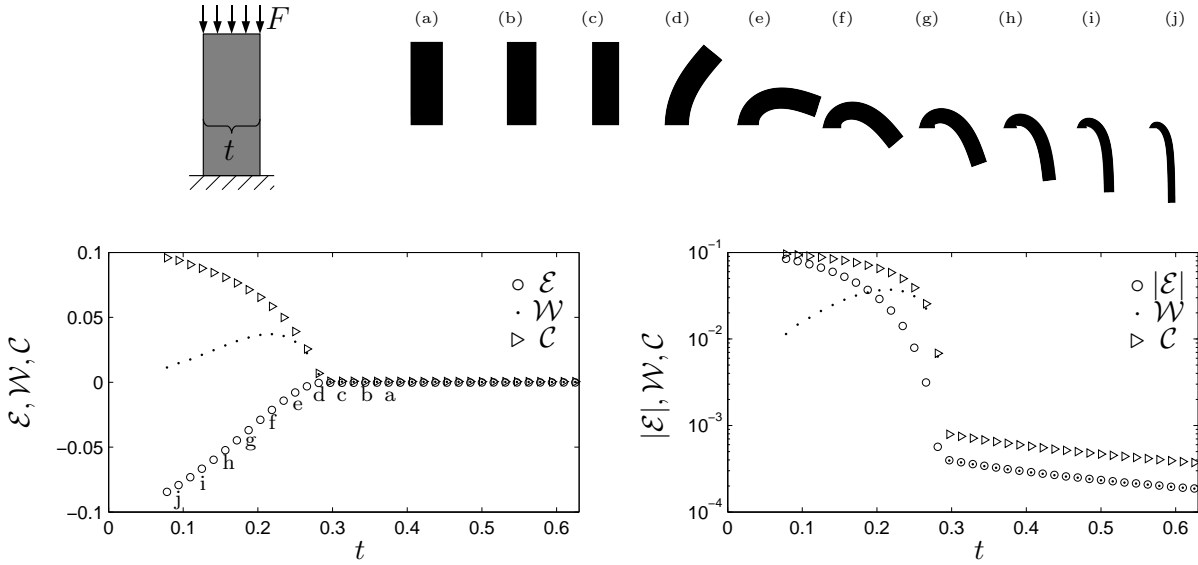 F
t
(a) (b) (c) (d) (e) (f) (g) (h) (i) (j)
0.1
0.05
0
−0.05
−0.1
ℰ, 𝒲, 𝒞
ℰ
𝒲
𝒞
j i h g f e d c b a
0 0.1 0.2 0.3 0.4 0.5 0.6
t
10⁻¹
10⁻²
10⁻³
10⁻⁴
|ℰ|, 𝒲, 𝒞
|ℰ|
𝒲
𝒞
0 0.1 0.2 0.3 0.4 0.5 0.6
t